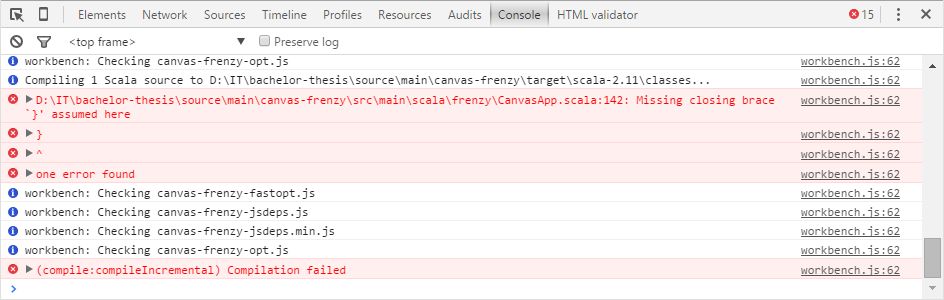 Elements Network Sources Timeline Profiles Resources Audits Console HTML validator 15
<top frame> Preserve log
workbench: Checking canvas-frenzy-opt.js workbench.js:62
Compiling 1 Scala source to D:\IT\bachelor-thesis\source\main\canvas-frenzy\target\scala-2.11\classes... workbench.js:62
D:\IT\bachelor-thesis\source\main\canvas-frenzy\src\main\scala\frenzy\CanvasApp.scala:142: Missing closing brace workbench.js:62
`}' assumed here
} workbench.js:62
^ workbench.js:62
one error found workbench.js:62
workbench: Checking canvas-frenzy-fastopt.js workbench.js:62
workbench: Checking canvas-frenzy-jsdeps.js workbench.js:62
workbench: Checking canvas-frenzy-jsdeps.min.js workbench.js:62
workbench: Checking canvas-frenzy-opt.js workbench.js:62
(compile:compileIncremental) Compilation failed workbench.js:62
>